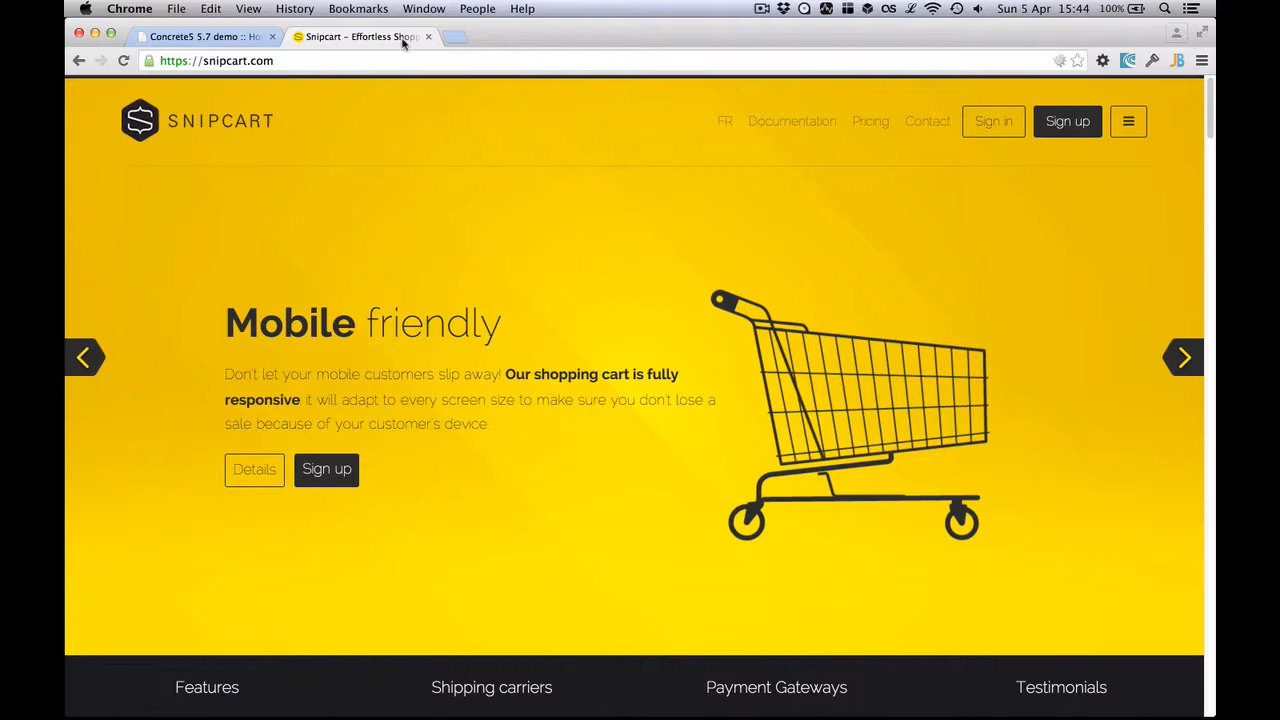 Chrome File Edit View History Bookmarks Window People Help Sun 5 Apr 15:44 100%
Concrete5 5.7 demo :: Ho
Snipcart – Effortless Shopp
https://snipcart.com
SNIPCART
FR Documentation Pricing Contact Sign in Sign up
Mobile friendly
Don't let your mobile customers slip away! Our shopping cart is fully
responsive: it will adapt to every screen size to make sure you don't lose a
sale because of your customer's device.
Details Sign up
Features Shipping carriers Payment Gateways Testimonials